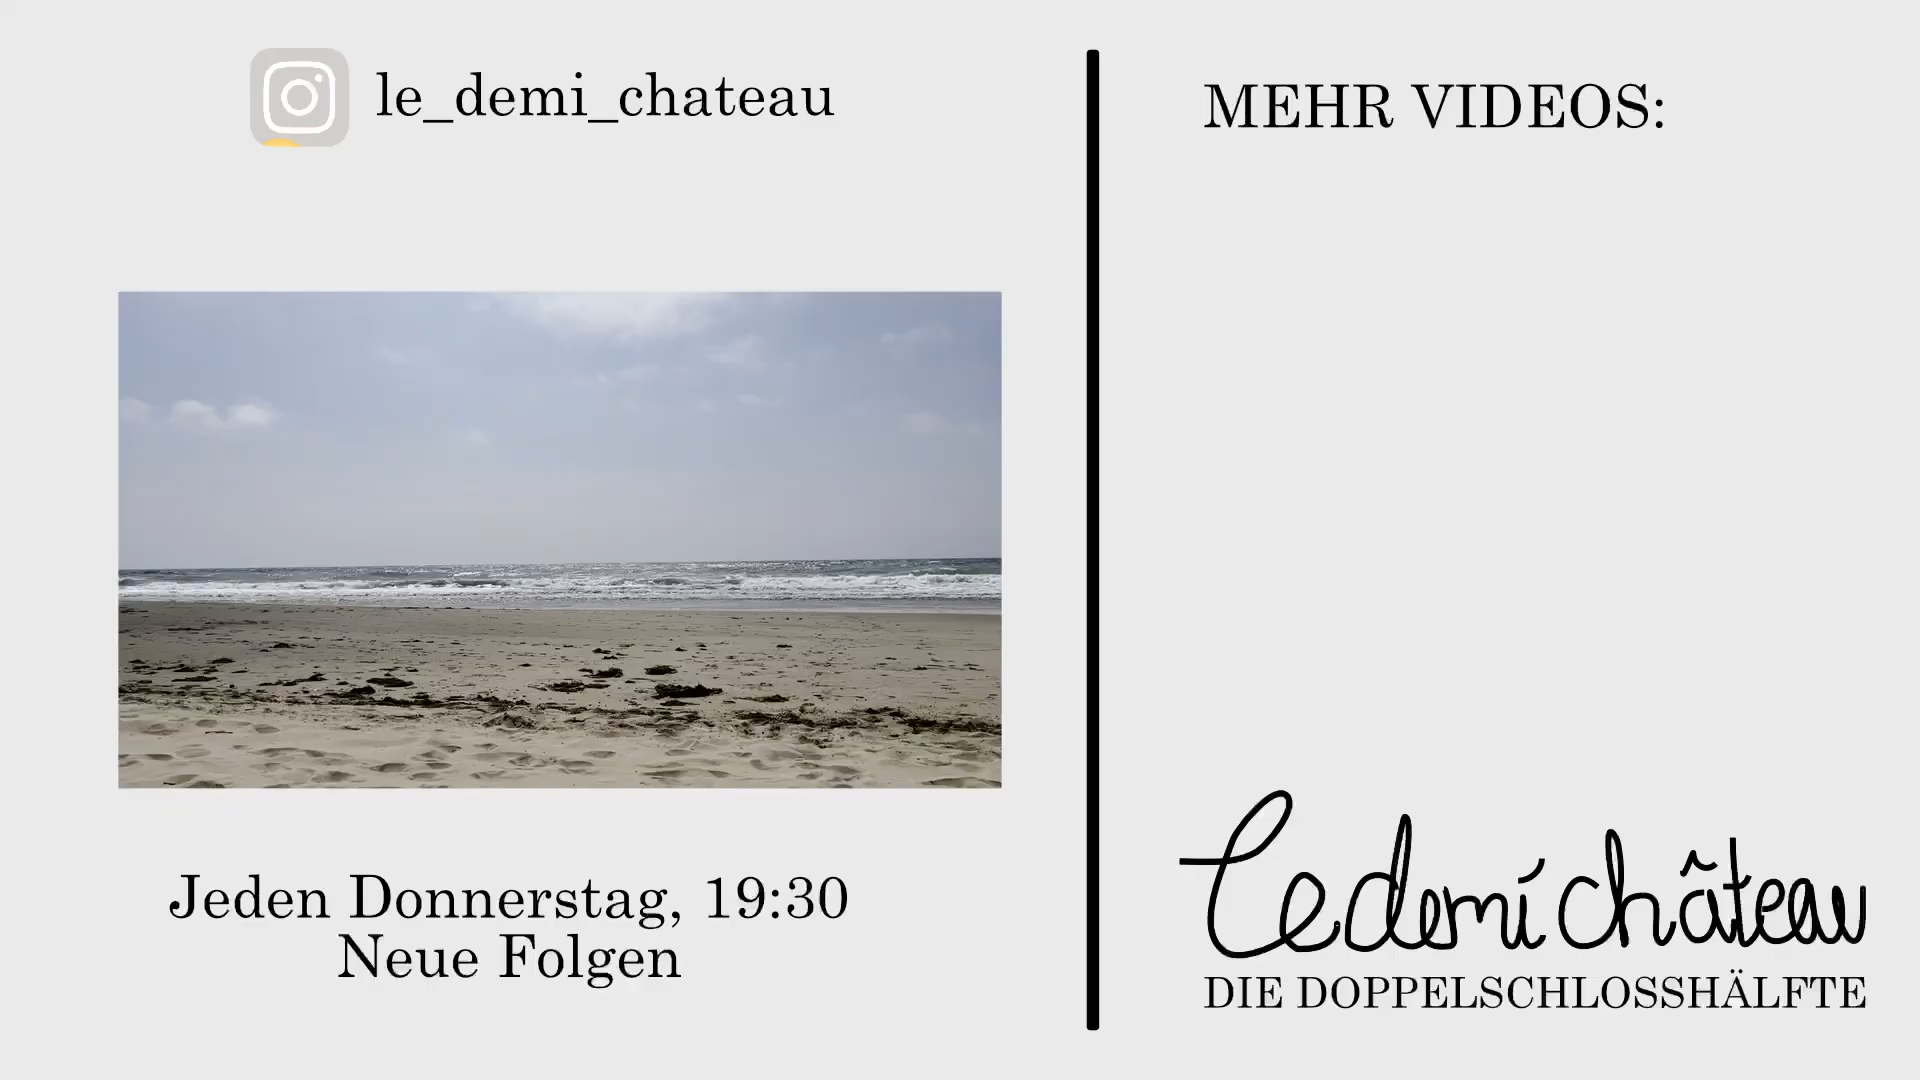 le_demi_chateau
Jeden Donnerstag, 19:30
Neue Folgen
MEHR VIDEOS:
Le demi château
DIE DOPPELSCHLOSSHÄLFTE